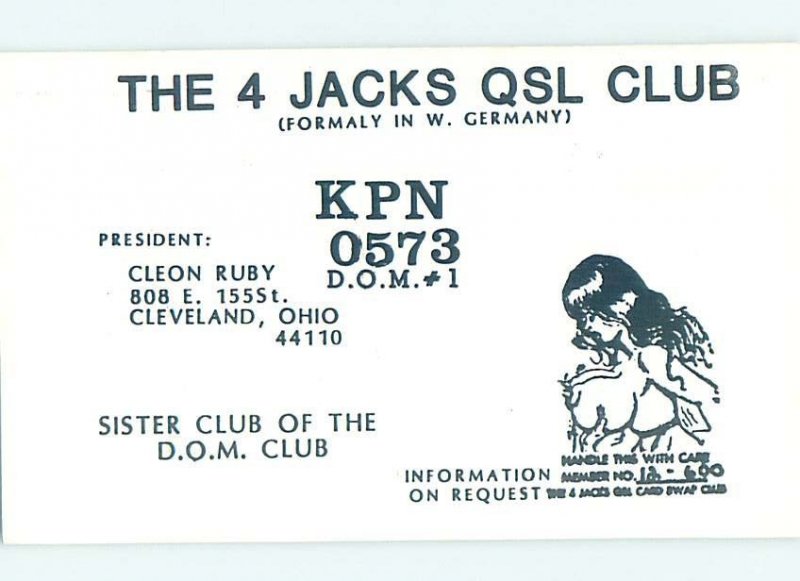 THE 4 JACKS QSL CLUB
(FORMALY IN W. GERMANY)
KPN
0573
D.O.M.#1
PRESIDENT:
CLEON RUBY
808 E. 155St.
CLEVELAND, OHIO
44110
SISTER CLUB OF THE
D.O.M. CLUB
INFORMATION
ON REQUEST
HANDLE THIS WITH CARE
MEMBER NO. 12-690
THE 4 JACKS QSL CARD SWAP CLUB